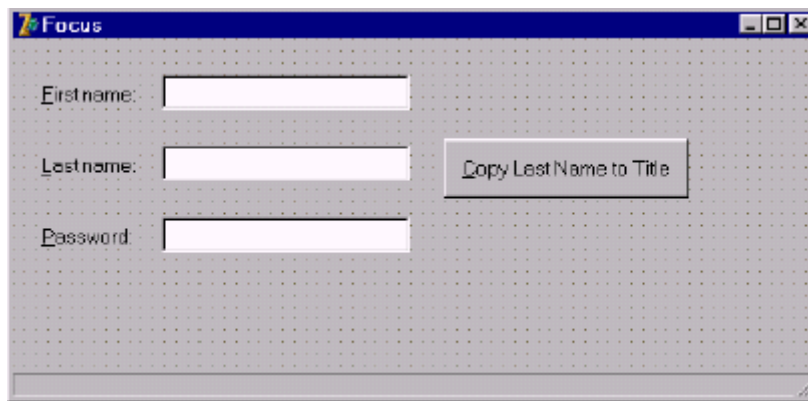 Focus
First name:
Last name:
Copy Last Name to Title
Password: